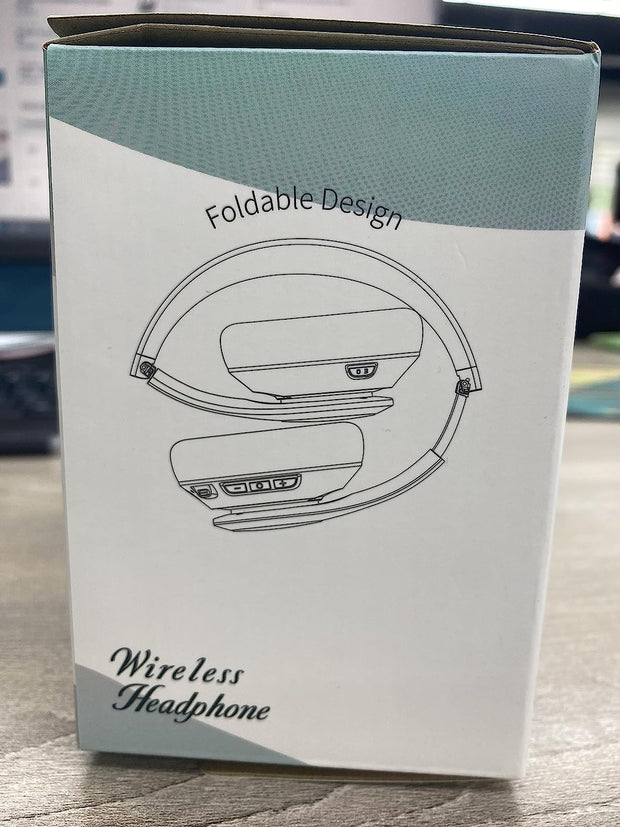 Foldable Design
Wireless
Headphone